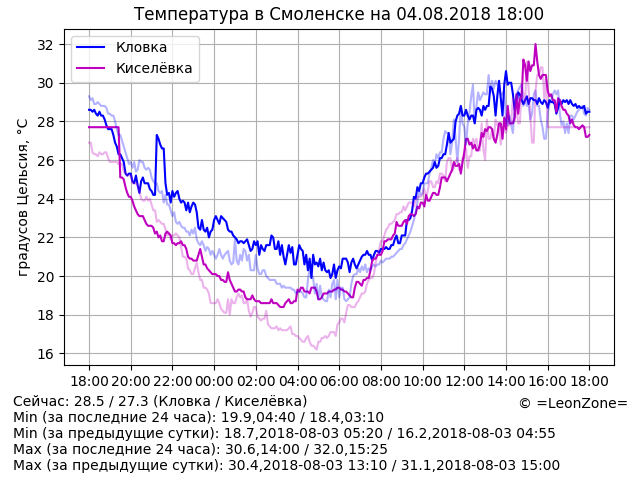 Температура в Смоленске на 04.08.2018 18:00
Кловка
Киселёвка
градусов Цельсия, °C
32
30
28
26
24
22
20
18
16
18:00 20:00 22:00 00:00 02:00 04:00 06:00 08:00 10:00 12:00 14:00 16:00 18:00
Сейчас: 28.5 / 27.3 (Кловка / Киселёвка)
© =LeonZone=
Min (за последние 24 часа): 19.9,04:40 / 18.4,03:10
Min (за предыдущие сутки): 18.7,2018-08-03 05:20 / 16.2,2018-08-03 04:55
Max (за последние 24 часа): 30.6,14:00 / 32.0,15:25
Max (за предыдущие сутки): 30.4,2018-08-03 13:10 / 31.1,2018-08-03 15:00